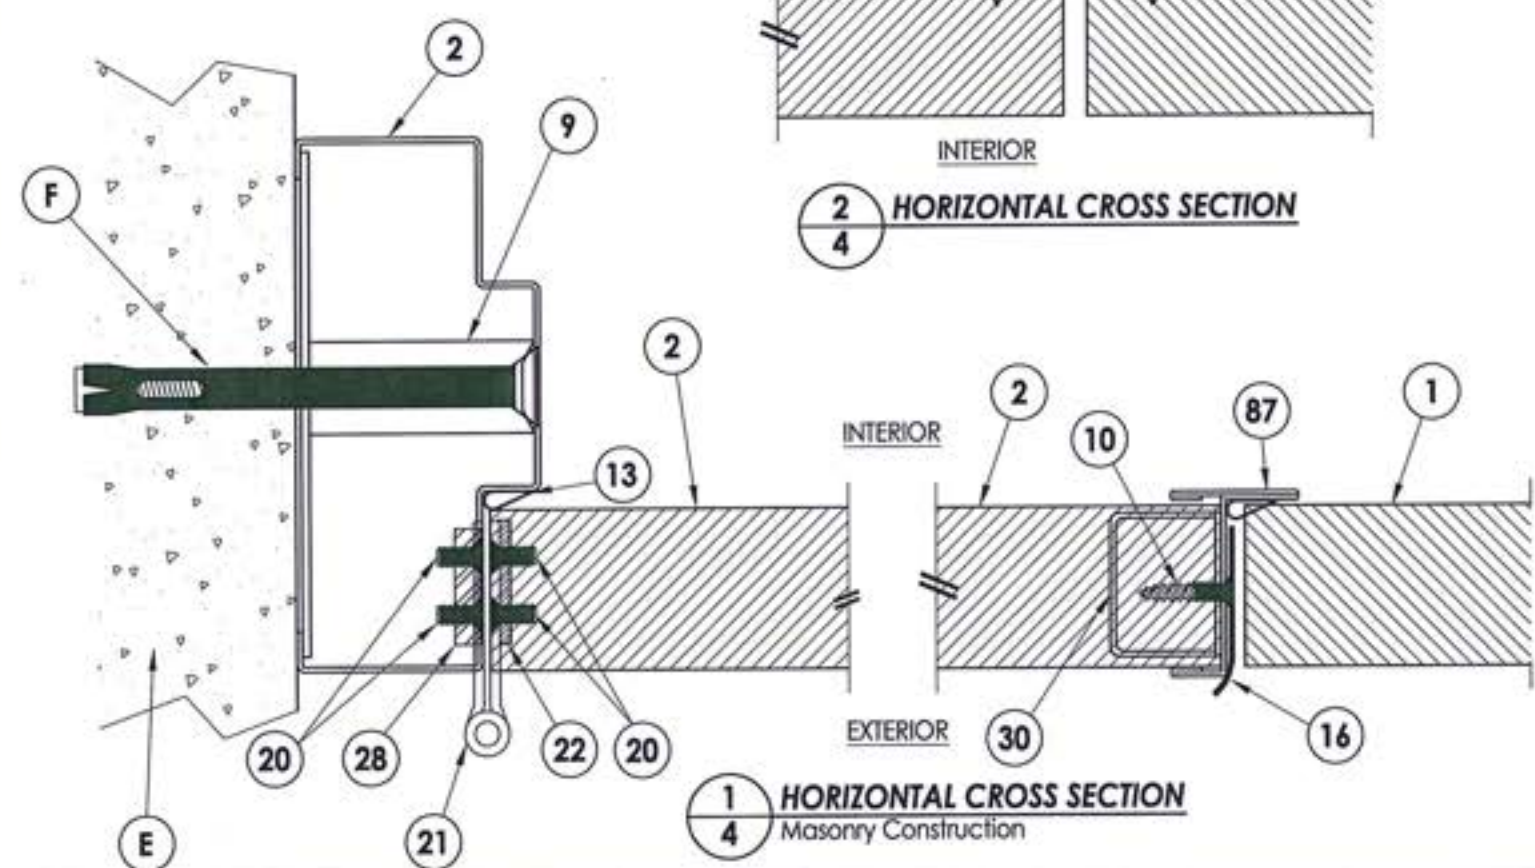 INTERIOR
2 HORIZONTAL CROSS SECTION
4
2
9
F
2
INTERIOR
2
10
87
1
13
EXTERIOR
20
28
21
22
20
30
16
E
1 HORIZONTAL CROSS SECTION
4 Masonry Construction